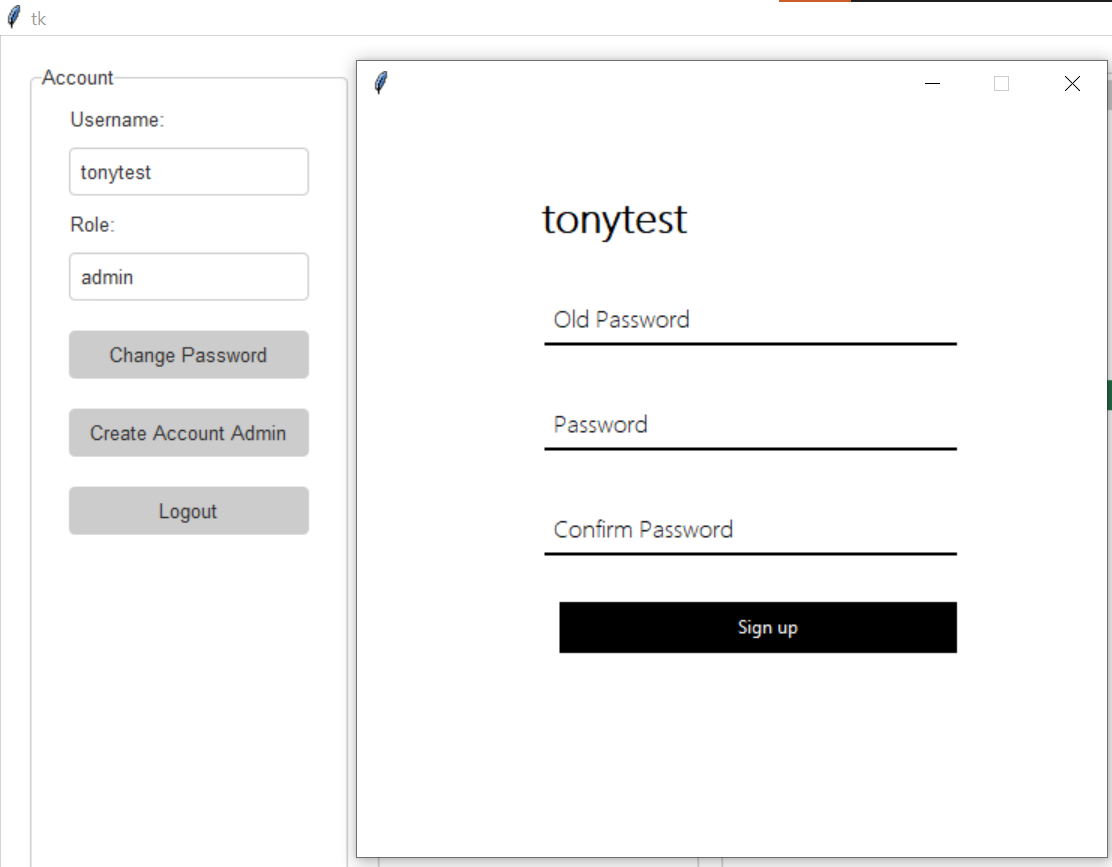 tk
Account
Username:
tonytest
Role:
admin
Change Password
Create Account Admin
Logout
tonytest
Old Password
Password
Confirm Password
Sign up